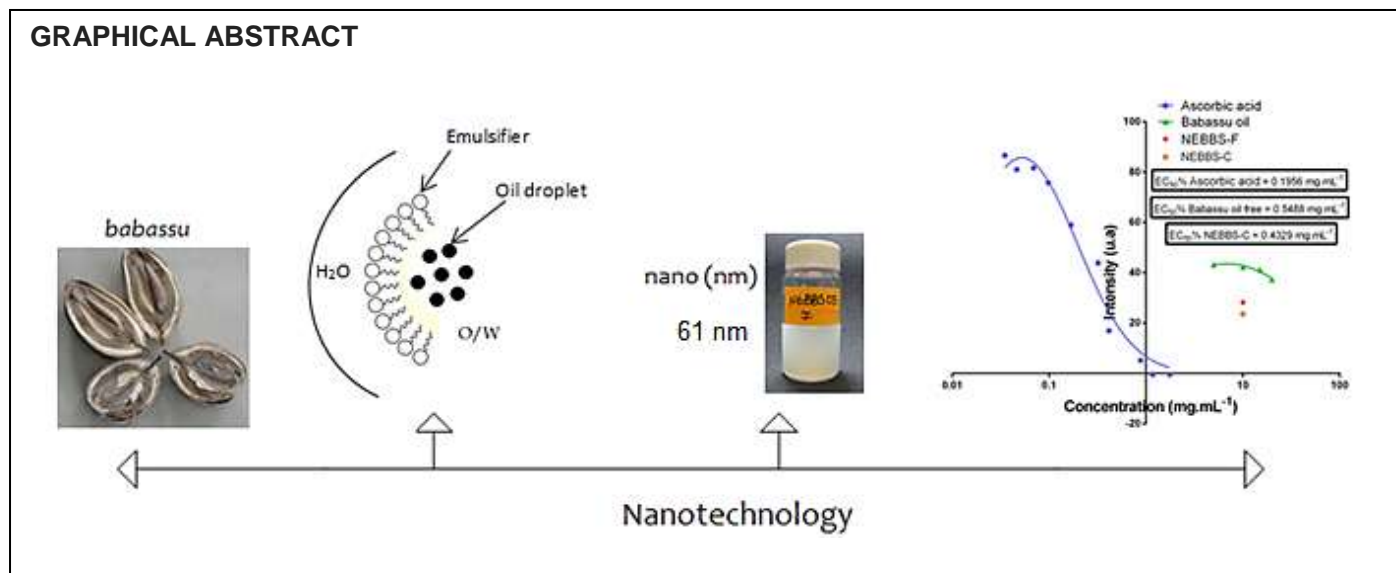 GRAPHICAL ABSTRACT
babassu
Emulsifier
Oil droplet
H₂O
O/W
nano (nm)
61 nm
Ascorbic acid
Babassu oil
NEBBS-F
NEBBS-C
EC₅₀% Ascorbic acid = 0.1956 mg mL⁻¹
EC₅₀% Babassu oil free = 0.5488 mg mL⁻¹
EC₅₀% NEBBS-C = 0.4329 mg mL⁻¹
Intensity (u.a)
100
80
60
40
20
-20
0.01
0.1
10
100
Concentration (mg.mL⁻¹)
Nanotechnology